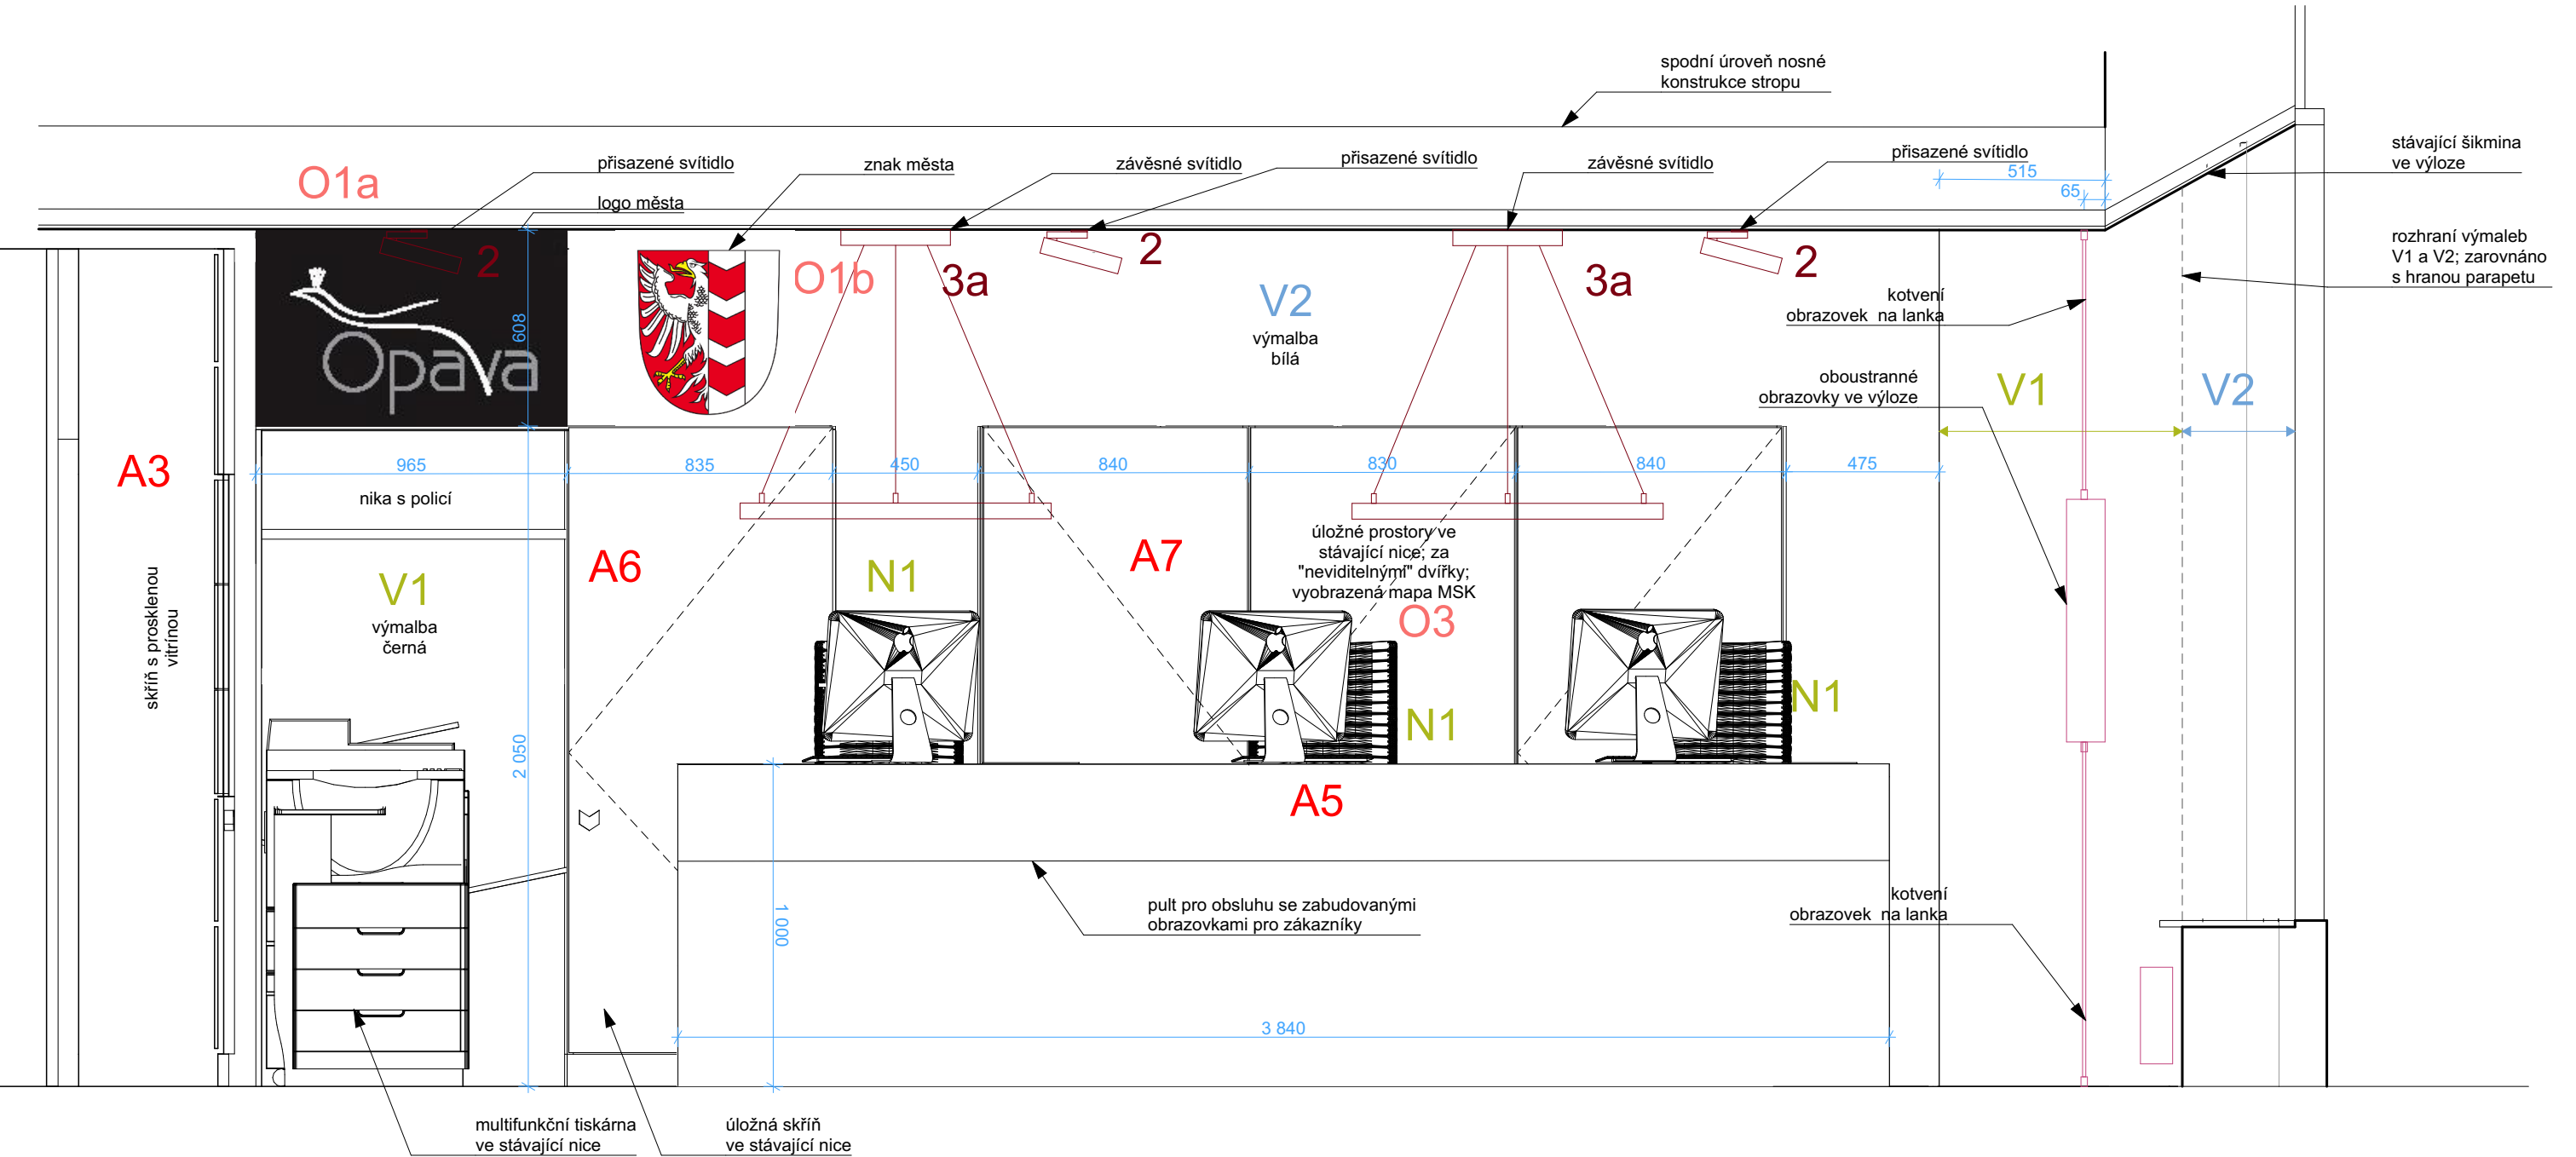 spodní úroveň nosné
konstrukce stropu
O1a
přisazené svítidlo
logo města
znak města
závěsné svítidlo
přisazené svítidlo
závěsné svítidlo
přisazené svítidlo
515
65
stávající šikmina
ve výloze
rozhraní výmaleb
V1 a V2; zarovnáno
s hranou parapetu
2
Opava
608
O1b
3a
2
V2
výmalba
bílá
3a
2
kotvení
obrazovek na lanka
oboustranné
obrazovky ve výloze
V1
V2
A3
skříň s prosklenou
vitrínou
965
835
450
840
830
840
475
nika s policí
V1
výmalba
černá
A6
N1
A7
úložné prostory ve
stávající nice; za
"neviditelnými" dvířky;
vyobrazená mapa MSK
O3
N1
N1
2 050
A5
1 000
pult pro obsluhu se zabudovanými
obrazovkami pro zákazníky
kotvení
obrazovek na lanka
3 840
multifunkční tiskárna
ve stávající nice
úložná skříň
ve stávající nice